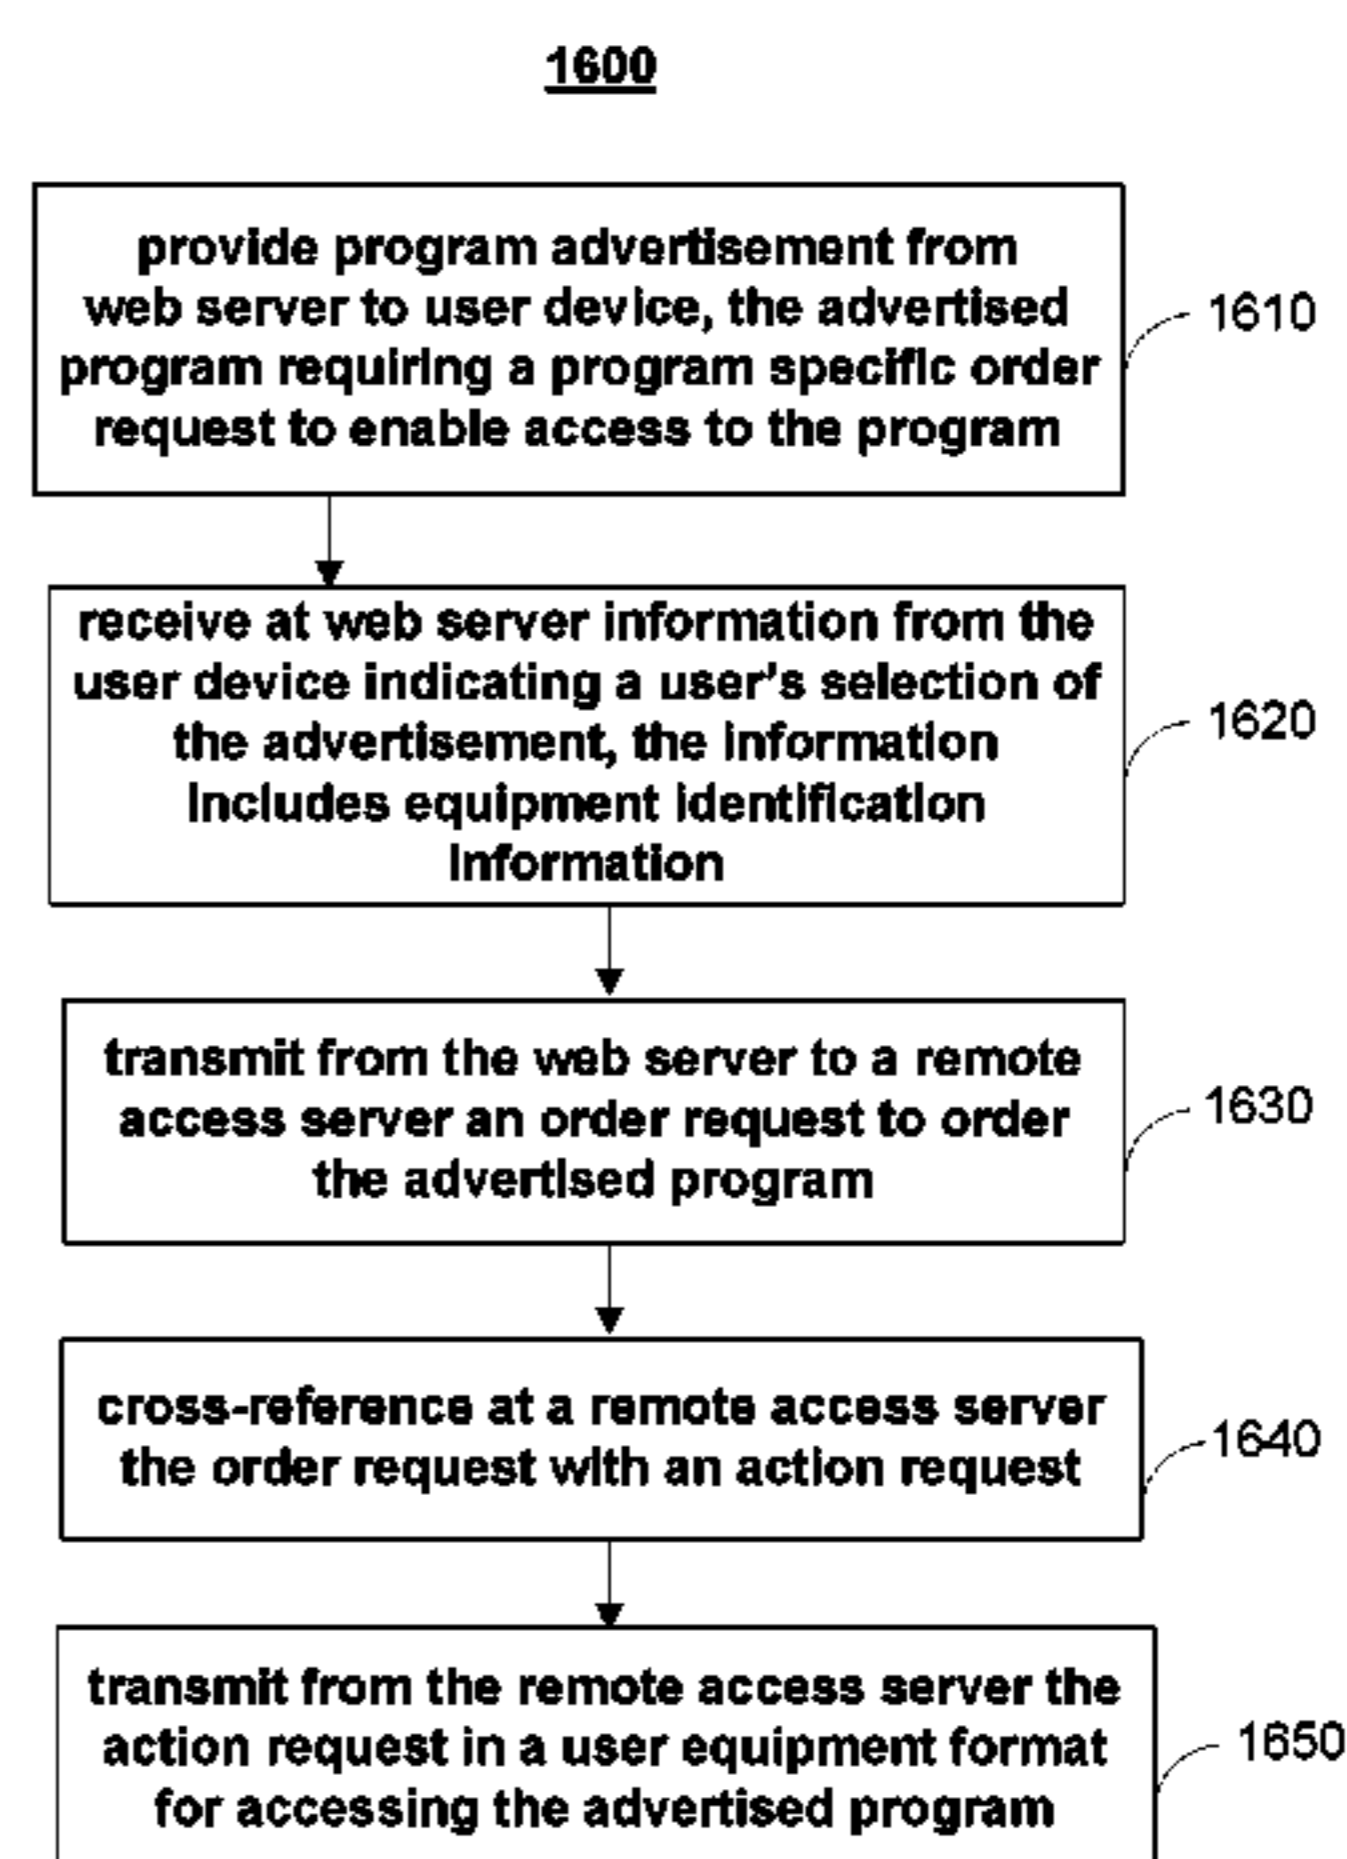 1600
provide program advertisement from
web server to user device, the advertised
program requiring a program specific order
request to enable access to the program
1610
receive at web server information from the
user device indicating a user's selection of
the advertisement, the information
includes equipment identification
information
1620
transmit from the web server to a remote
access server an order request to order
the advertised program
1630
cross-reference at a remote access server
the order request with an action request
1640
transmit from the remote access server the
action request in a user equipment format
for accessing the advertised program
1650